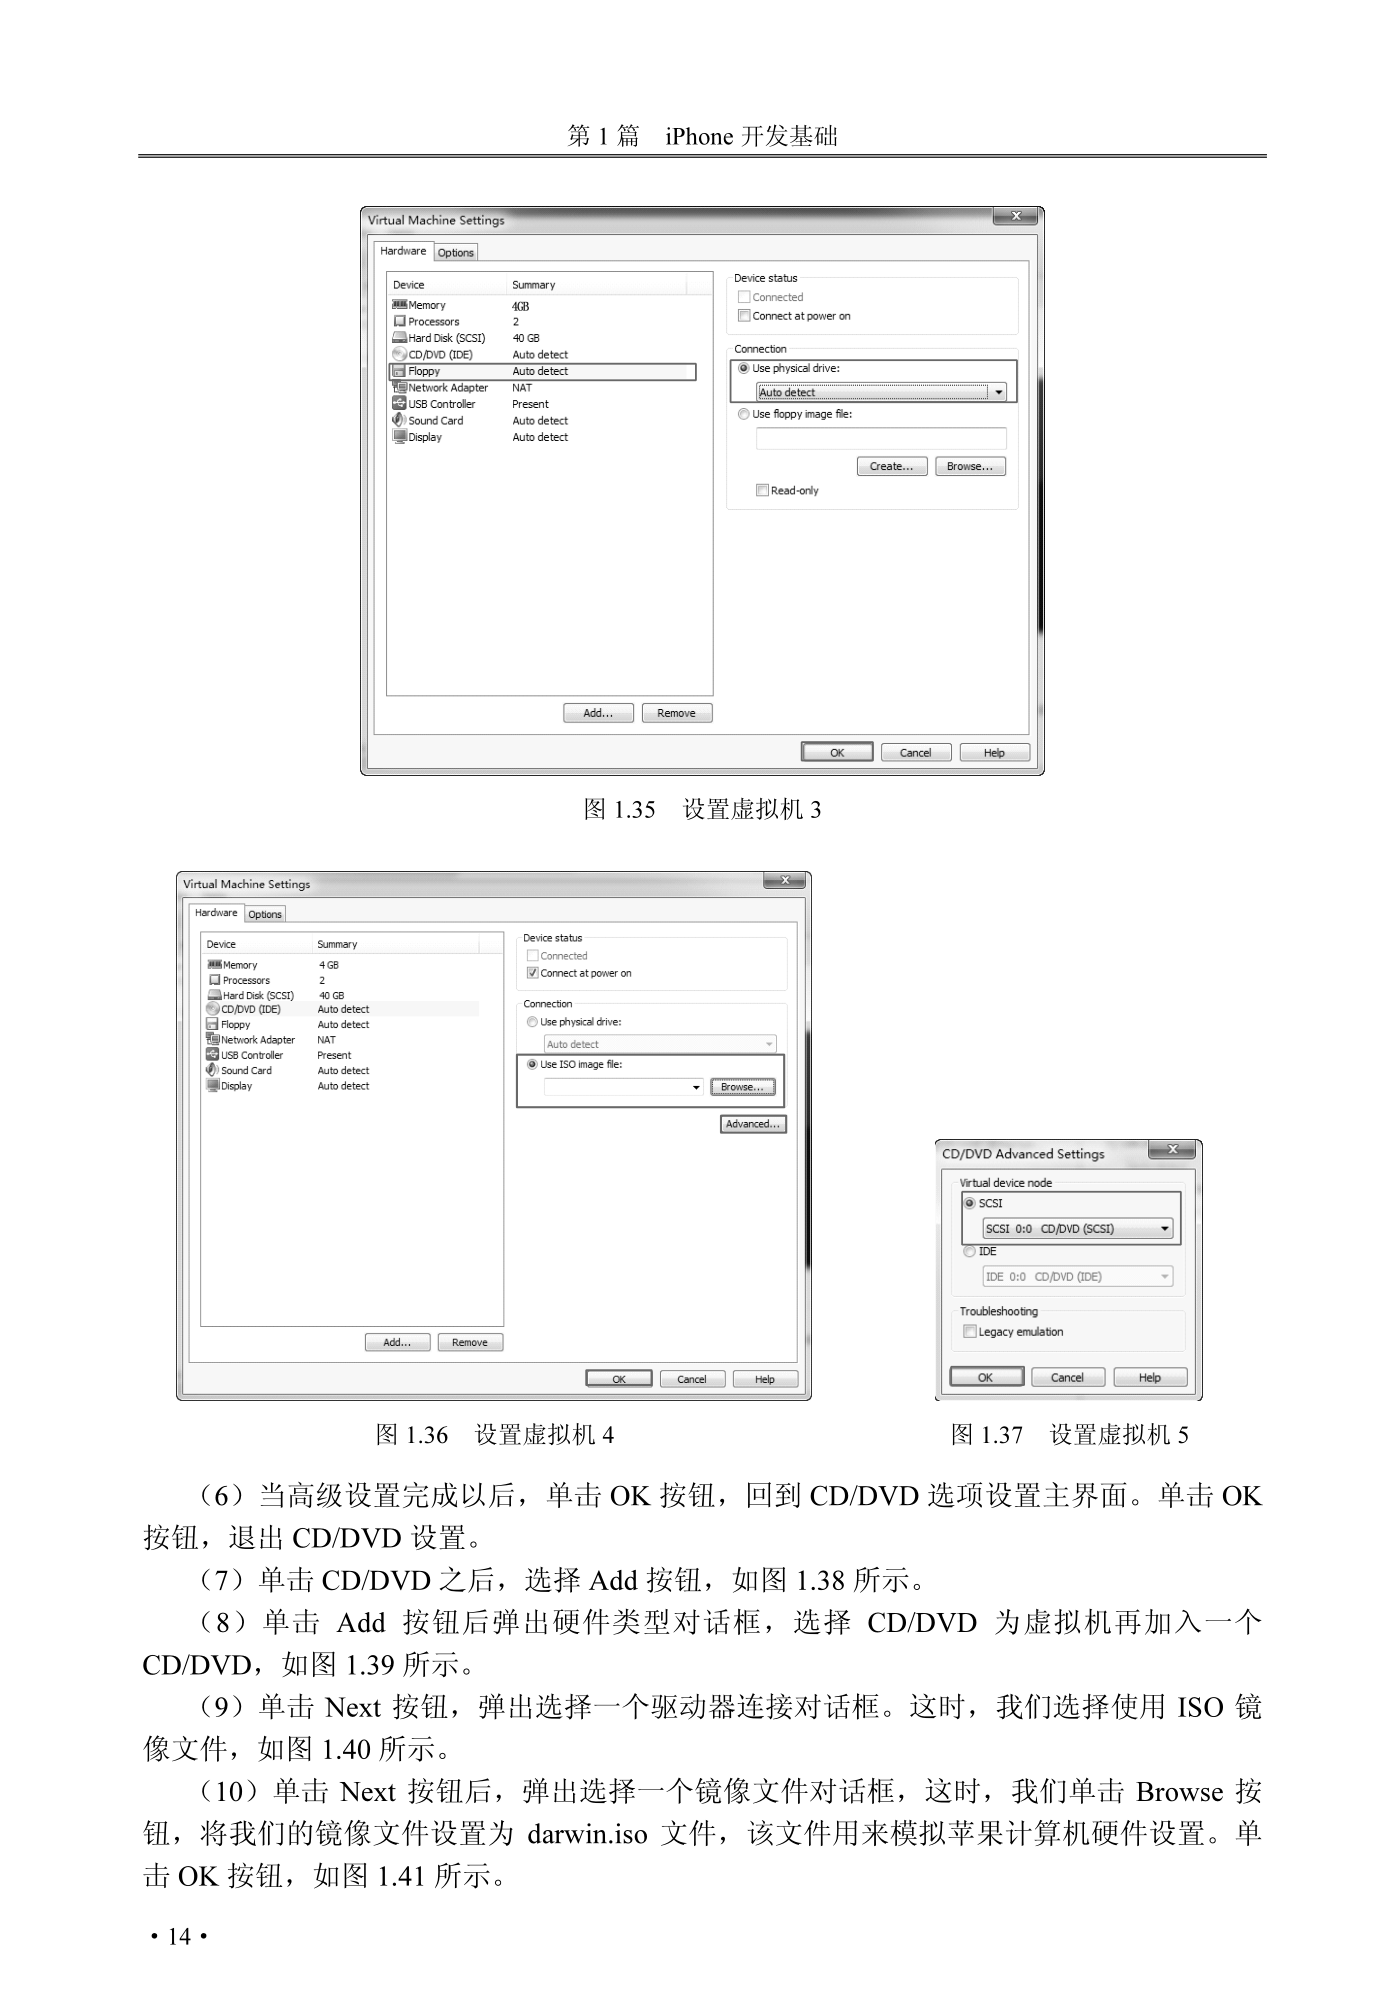 第 1 篇 iPhone 开发基础
Virtual Machine Settings
Hardware Options
Device Summary
Memory 4GB
Processors 2
Hard Disk (SCSI) 40 GB
CD/DVD (IDE) Auto detect
Floppy Auto detect
Network Adapter NAT
USB Controller Present
Sound Card Auto detect
Display Auto detect
Add... Remove
Device status
Connected
Connect at power on
Connection
Use physical drive:
Auto detect
Use floppy image file:
Create... Browse...
Read-only
OK Cancel Help
图 1.35 设置虚拟机 3
Virtual Machine Settings
Hardware Options
Device Summary
Memory 4 GB
Processors 2
Hard Disk (SCSI) 40 GB
CD/DVD (IDE) Auto detect
Floppy Auto detect
Network Adapter NAT
USB Controller Present
Sound Card Auto detect
Display Auto detect
Add... Remove
Device status
Connected
Connect at power on
Connection
Use physical drive:
Auto detect
Use ISO image file:
Browse...
Advanced...
OK Cancel Help
CD/DVD Advanced Settings
Virtual device node
SCSI
SCSI 0:0 CD/DVD (SCSI)
IDE
IDE 0:0 CD/DVD (IDE)
Troubleshooting
Legacy emulation
OK Cancel Help
图 1.36 设置虚拟机 4
图 1.37 设置虚拟机 5
（6）当高级设置完成以后，单击 OK 按钮，回到 CD/DVD 选项设置主界面。单击 OK
按钮，退出 CD/DVD 设置。
（7）单击 CD/DVD 之后，选择 Add 按钮，如图 1.38 所示。
（8）单击 Add 按钮后弹出硬件类型对话框，选择 CD/DVD 为虚拟机再加入一个
CD/DVD，如图 1.39 所示。
（9）单击 Next 按钮，弹出选择一个驱动器连接对话框。这时，我们选择使用 ISO 镜
像文件，如图 1.40 所示。
（10）单击 Next 按钮后，弹出选择一个镜像文件对话框，这时，我们单击 Browse 按
钮，将我们的镜像文件设置为 darwin.iso 文件，该文件用来模拟苹果计算机硬件设置。单
击 OK 按钮，如图 1.41 所示。
• 14 •